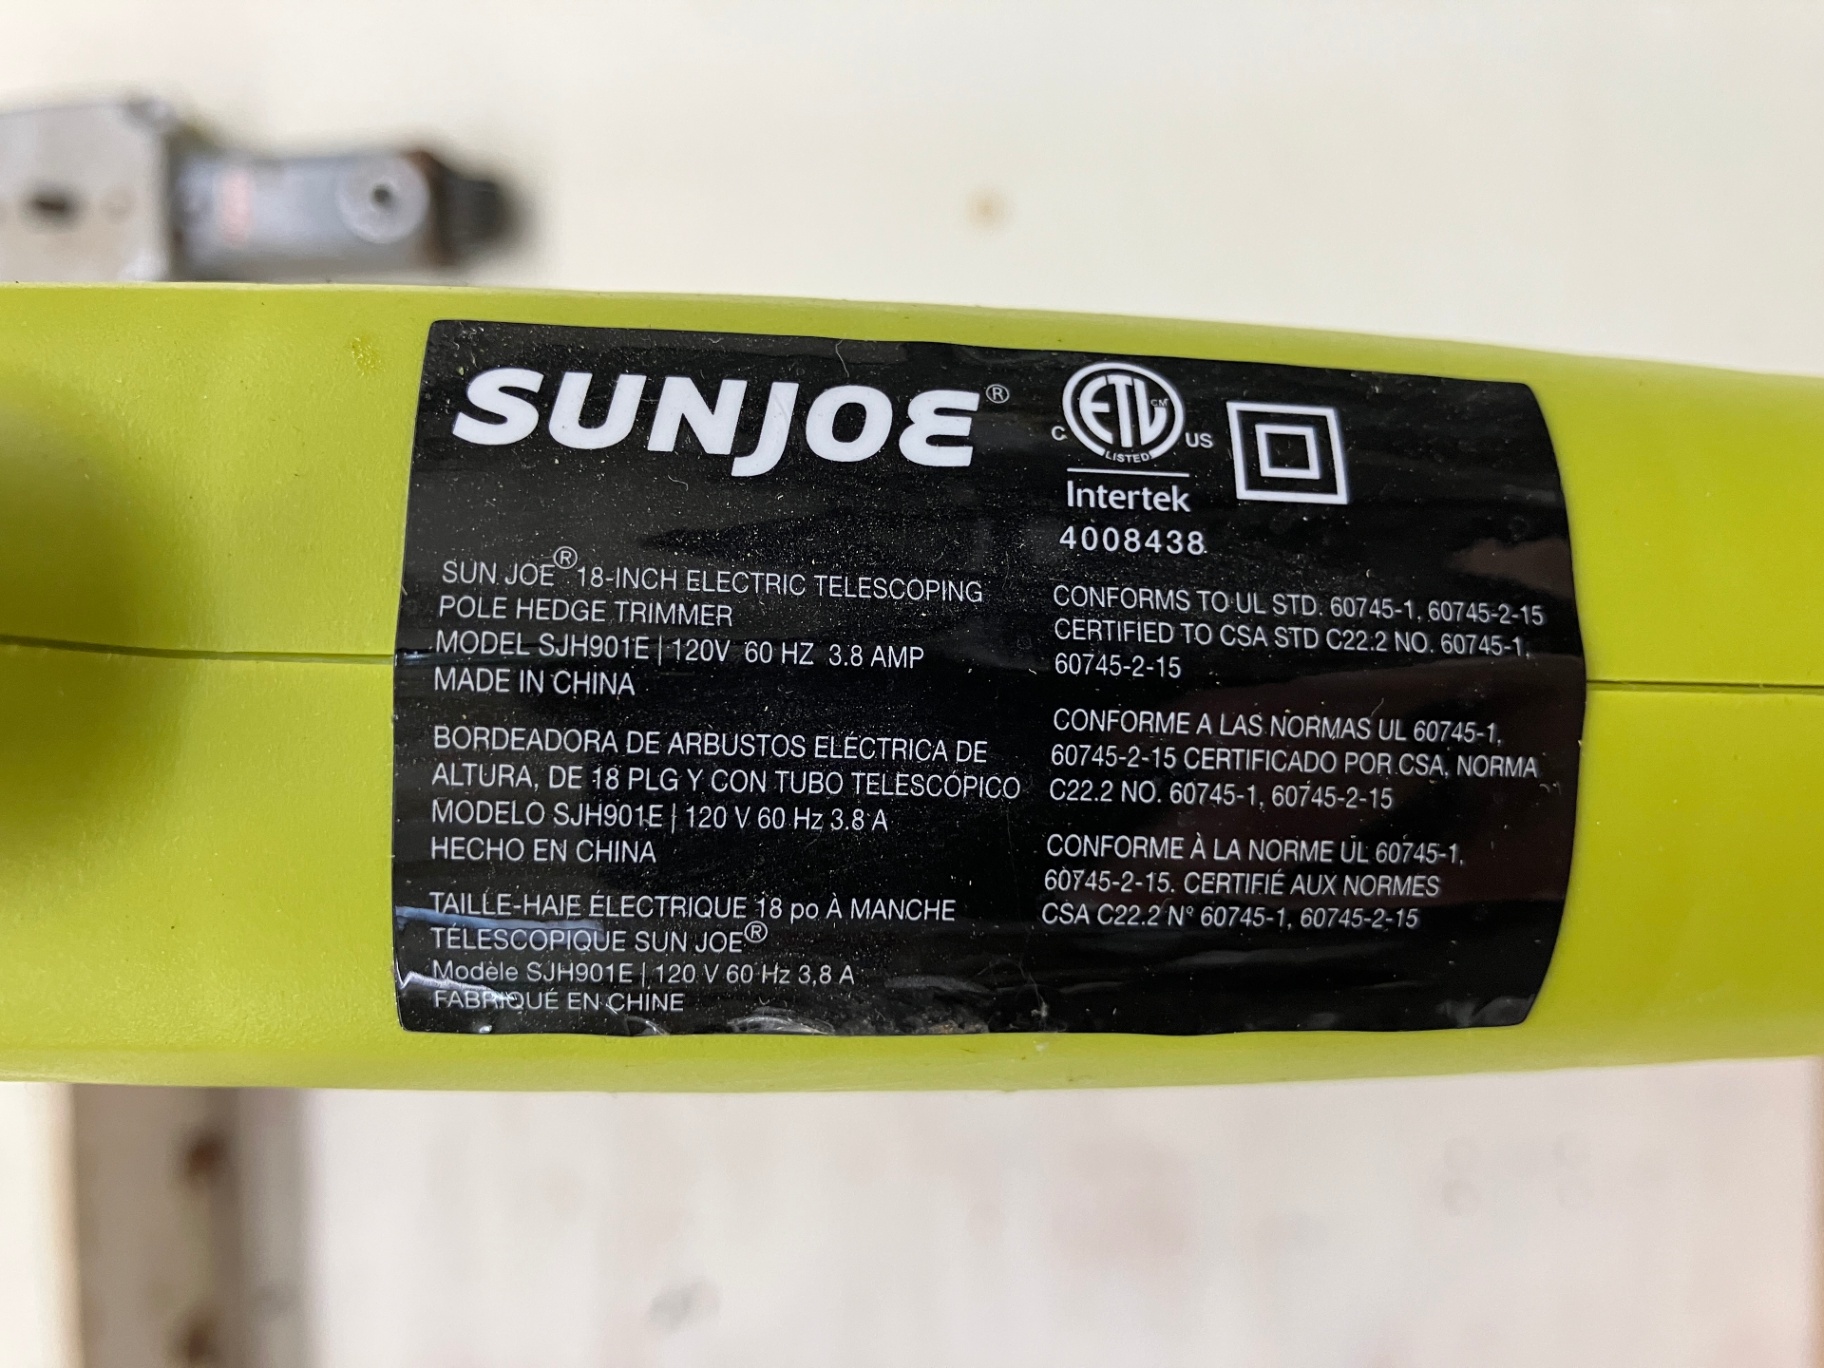 SUNJOE®
SUN JOE® 18-INCH ELECTRIC TELESCOPING
POLE HEDGE TRIMMER
MODEL SJH901E | 120V 60 HZ 3.8 AMP
MADE IN CHINA
BORDEADORA DE ARBUSTOS ELÉCTRICA DE
ALTURA, DE 18 PLG Y CON TUBO TELESCÓPICO
MODELO SJH901E | 120 V 60 Hz 3.8 A
HECHO EN CHINA
TAILLE-HAIE ÉLECTRIQUE 18 po À MANCHE
TÉLESCOPIQUE SUN JOE®
Modèle SJH901E | 120 V 60 Hz 3,8 A
FABRIQUÉ EN CHINE
C ETL CM US
LISTED
Intertek
4008438
CONFORMS TO UL STD. 60745-1, 60745-2-15
CERTIFIED TO CSA STD C22.2 NO. 60745-1,
60745-2-15
CONFORME A LAS NORMAS UL 60745-1,
60745-2-15 CERTIFICADO POR CSA, NORMA
C22.2 NO. 60745-1, 60745-2-15
CONFORME À LA NORME UL 60745-1,
60745-2-15. CERTIFIÉ AUX NORMES
CSA C22.2 N° 60745-1, 60745-2-15